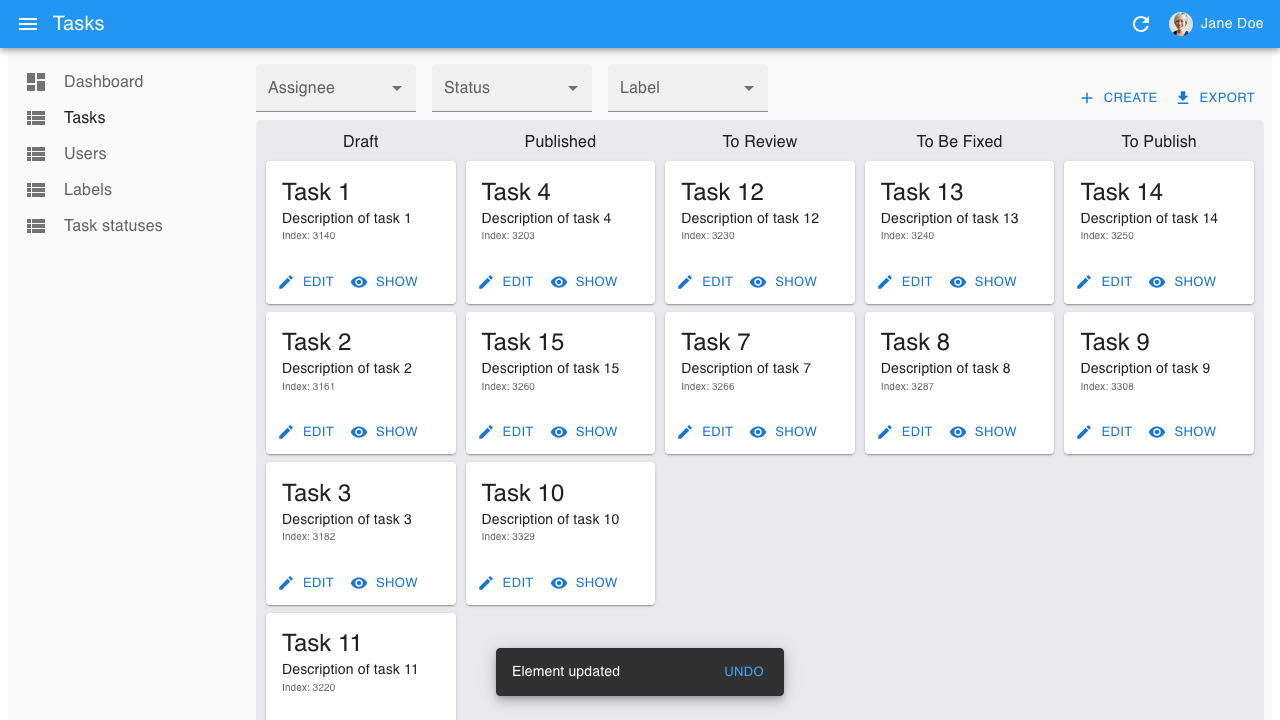 Tasks
Jane Doe
Dashboard
Tasks
Users
Labels
Task statuses
Assignee
Status
Label
CREATE
EXPORT
Draft
Published
To Review
To Be Fixed
To Publish
Task 1
Description of task 1
Index: 3140
EDIT
SHOW
Task 4
Description of task 4
Index: 3203
EDIT
SHOW
Task 12
Description of task 12
Index: 3230
EDIT
SHOW
Task 13
Description of task 13
Index: 3240
EDIT
SHOW
Task 14
Description of task 14
Index: 3250
EDIT
SHOW
Task 2
Description of task 2
Index: 3161
EDIT
SHOW
Task 15
Description of task 15
Index: 3260
EDIT
SHOW
Task 7
Description of task 7
Index: 3266
EDIT
SHOW
Task 8
Description of task 8
Index: 3287
EDIT
SHOW
Task 9
Description of task 9
Index: 3308
EDIT
SHOW
Task 3
Description of task 3
Index: 3182
EDIT
SHOW
Task 10
Description of task 10
Index: 3329
EDIT
SHOW
Task 11
Description of task 11
Index: 3220
Element updated
UNDO